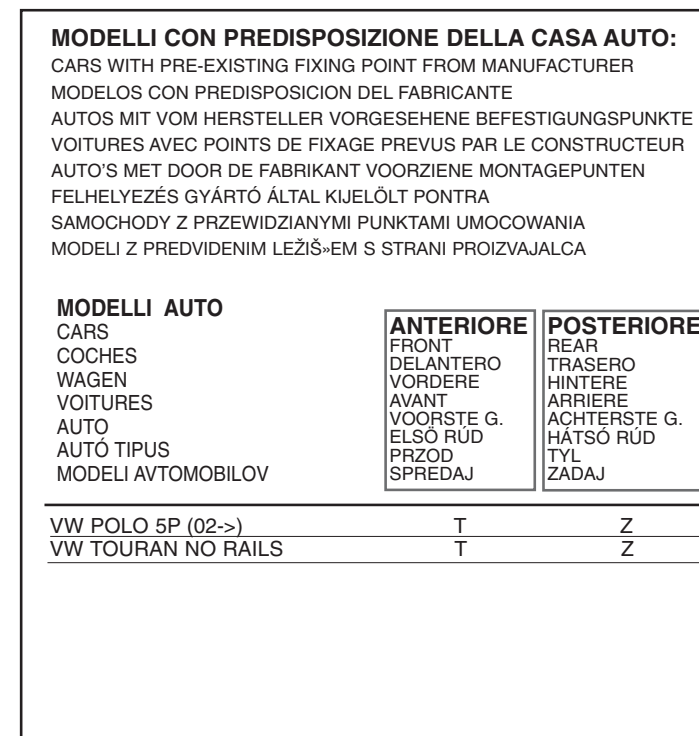 MODELLI CON PREDISPOSIZIONE DELLA CASA AUTO:
CARS WITH PRE-EXISTING FIXING POINT FROM MANUFACTURER
MODELOS CON PREDISPOSICION DEL FABRICANTE
AUTOS MIT VOM HERSTELLER VORGESEHENE BEFESTIGUNGSPUNKTE
VOITURES AVEC POINTS DE FIXAGE PREVUS PAR LE CONSTRUCTEUR
AUTO'S MET DOOR DE FABRIKANT VOORZIENE MONTAGEPUNTEN
FELHELYEZÉS GYÁRTÓ ÁLTAL KIJELÖLT PONTRA
SAMOCHODY Z PRZEWIDZIANYMI PUNKTAMI UMOCOWANIA
MODELI Z PREDVIDENIM LEŽIŠ»EM S STRANI PROIZVAJALCA
MODELLI AUTO
CARS
COCHES
WAGEN
VOITURES
AUTO
AUTÓ TIPUS
MODELI AVTOMOBILOV
ANTERIORE
FRONT
DELANTERO
VORDERE
AVANT
VOORSTE G.
ELSÖ RÚD
PRZOD
SPREDAJ
POSTERIORE
REAR
TRASERO
HINTERE
ARRIERE
ACHTERSTE G.
HÁTSÓ RÚD
TYL
ZADAJ
VW POLO 5P (02->) T Z
VW TOURAN NO RAILS T Z